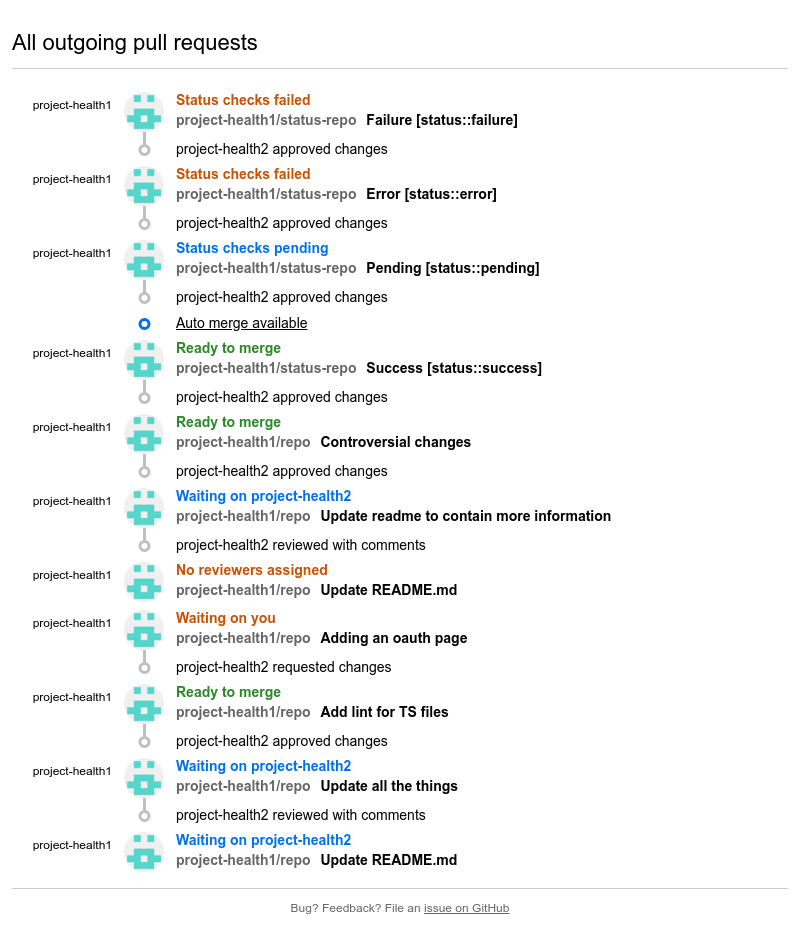 All outgoing pull requests
project-health1
Status checks failed
project-health1/status-repo Failure [status::failure]
project-health2 approved changes
project-health1
Status checks failed
project-health1/status-repo Error [status::error]
project-health2 approved changes
project-health1
Status checks pending
project-health1/status-repo Pending [status::pending]
project-health2 approved changes
Auto merge available
project-health1
Ready to merge
project-health1/status-repo Success [status::success]
project-health2 approved changes
project-health1
Ready to merge
project-health1/repo Controversial changes
project-health2 approved changes
project-health1
Waiting on project-health2
project-health1/repo Update readme to contain more information
project-health2 reviewed with comments
project-health1
No reviewers assigned
project-health1/repo Update README.md
project-health1
Waiting on you
project-health1/repo Adding an oauth page
project-health2 requested changes
project-health1
Ready to merge
project-health1/repo Add lint for TS files
project-health2 approved changes
project-health1
Waiting on project-health2
project-health1/repo Update all the things
project-health2 reviewed with comments
project-health1
Waiting on project-health2
project-health1/repo Update README.md
Bug? Feedback? File an issue on GitHub